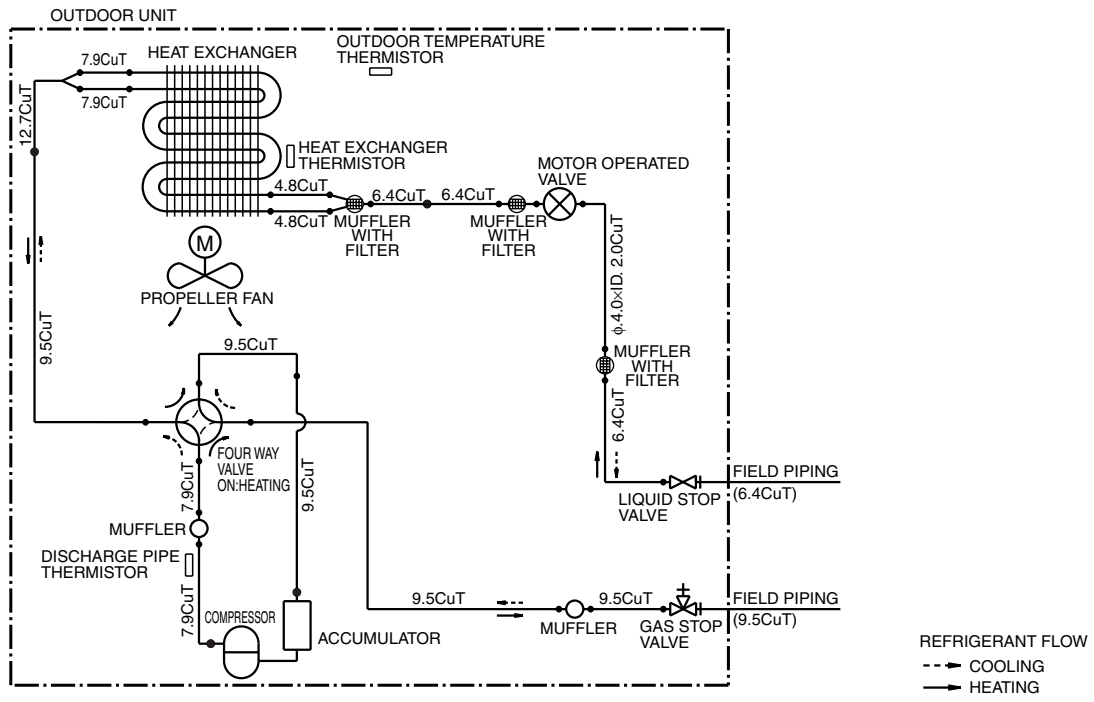 OUTDOOR UNIT
HEAT EXCHANGER
OUTDOOR TEMPERATURE
THERMISTOR
7.9CuT
7.9CuT
12.7CuT
HEAT EXCHANGER
THERMISTOR
4.8CuT
4.8CuT
6.4CuT
6.4CuT
MOTOR OPERATED
VALVE
MUFFLER
WITH
FILTER
MUFFLER
WITH
FILTER
M
PROPELLER FAN
ϕ.4.0×ID. 2.0CuT
9.5CuT
9.5CuT
MUFFLER
WITH
FILTER
6.4CuT
FOUR WAY
VALVE
ON:HEATING
7.9CuT
9.5CuT
FIELD PIPING
(6.4CuT)
LIQUID STOP
VALVE
MUFFLER
DISCHARGE PIPE
THERMISTOR
7.9CuT
COMPRESSOR
ACCUMULATOR
9.5CuT
9.5CuT
MUFFLER
GAS STOP
VALVE
FIELD PIPING
(9.5CuT)
REFRIGERANT FLOW
COOLING
HEATING